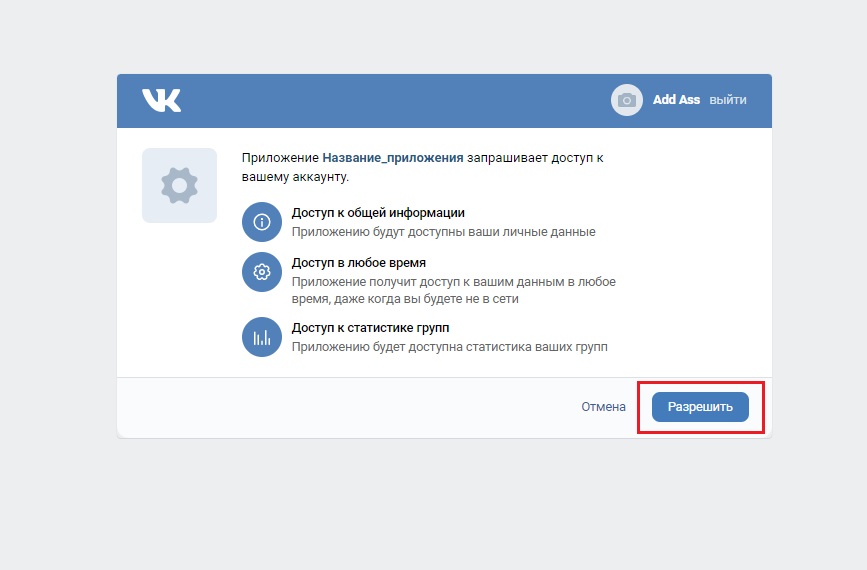 VK
Add Ass выйти
Приложение Название_приложения запрашивает доступ к
вашему аккаунту.
Доступ к общей информации
Приложению будут доступны ваши личные данные
Доступ в любое время
Приложение получит доступ к вашим данным в любое
время, даже когда вы будете не в сети
Доступ к статистике групп
Приложению будет доступна статистика ваших групп
Отмена Разрешить